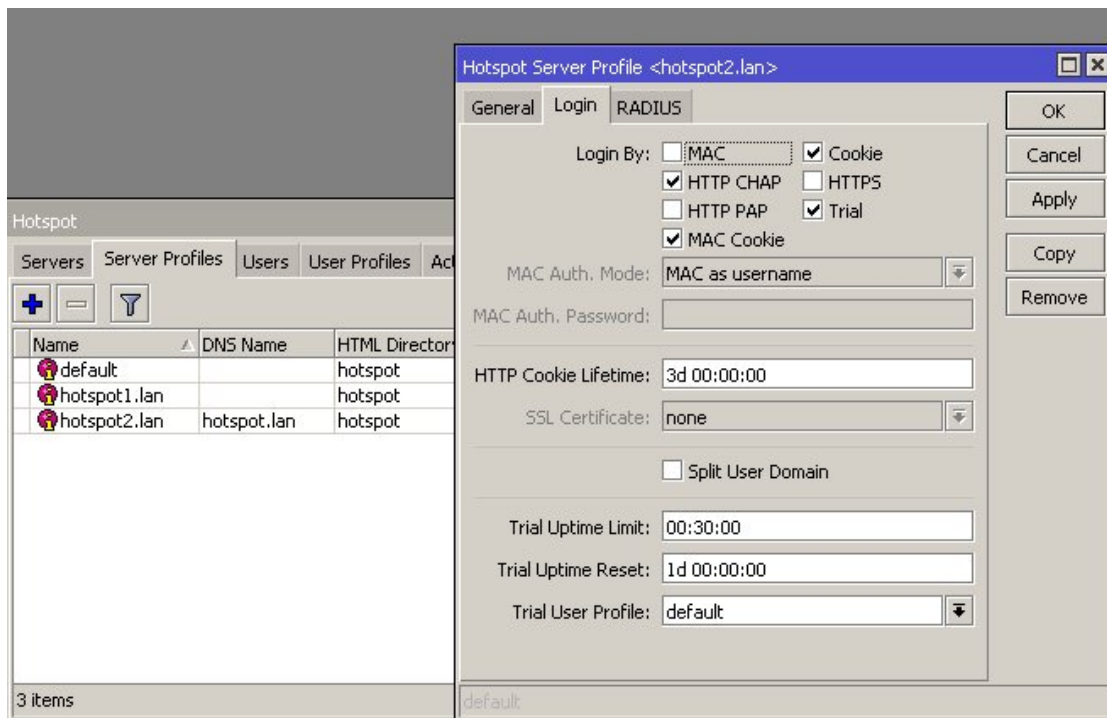 Hotspot
Servers Server Profiles Users User Profiles Ac
Name DNS Name HTML Director
default hotspot
hotspot1.lan hotspot
hotspot2.lan hotspot.lan hotspot
3 items
Hotspot Server Profile <hotspot2.lan>
General Login RADIUS
Login By: MAC Cookie
HTTP CHAP HTTPS
HTTP PAP Trial
MAC Cookie
MAC Auth. Mode: MAC as username
MAC Auth. Password:
HTTP Cookie Lifetime: 3d 00:00:00
SSL Certificate: none
Split User Domain
Trial Uptime Limit: 00:30:00
Trial Uptime Reset: 1d 00:00:00
Trial User Profile: default
default
OK
Cancel
Apply
Copy
Remove